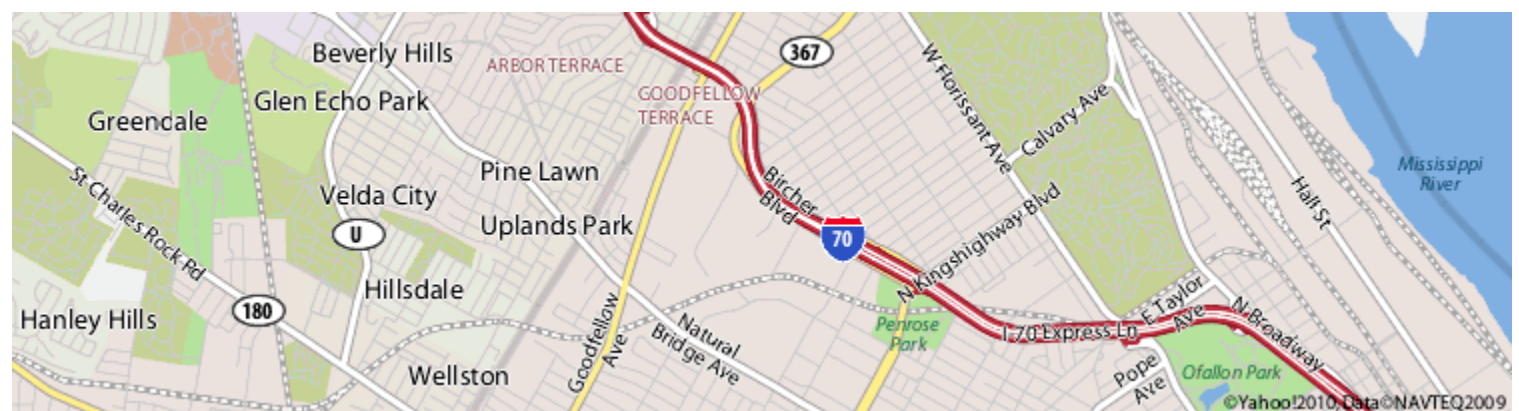 Beverly Hills
367
ARBOR TERRACE
GOODFELLOW
TERRACE
W Florissant Ave
Glen Echo Park
Greendale
Calvary Ave
Mississippi
River
Pine Lawn
St Charles Rock Rd
Velda City
Bircher
Blvd
Hall St
Uplands Park
U
70
N Kingshighway Blvd
Hillsdale
180
Hanley Hills
Goodfellow
Ave
Natural
Bridge Ave
Penrose
Park
I 70 Express Ln
E Taylor
Ave
N Broadway
Wellston
Pope
Ave
Ofallon Park
©Yahoo!2010, Data©NAVTEQ2009